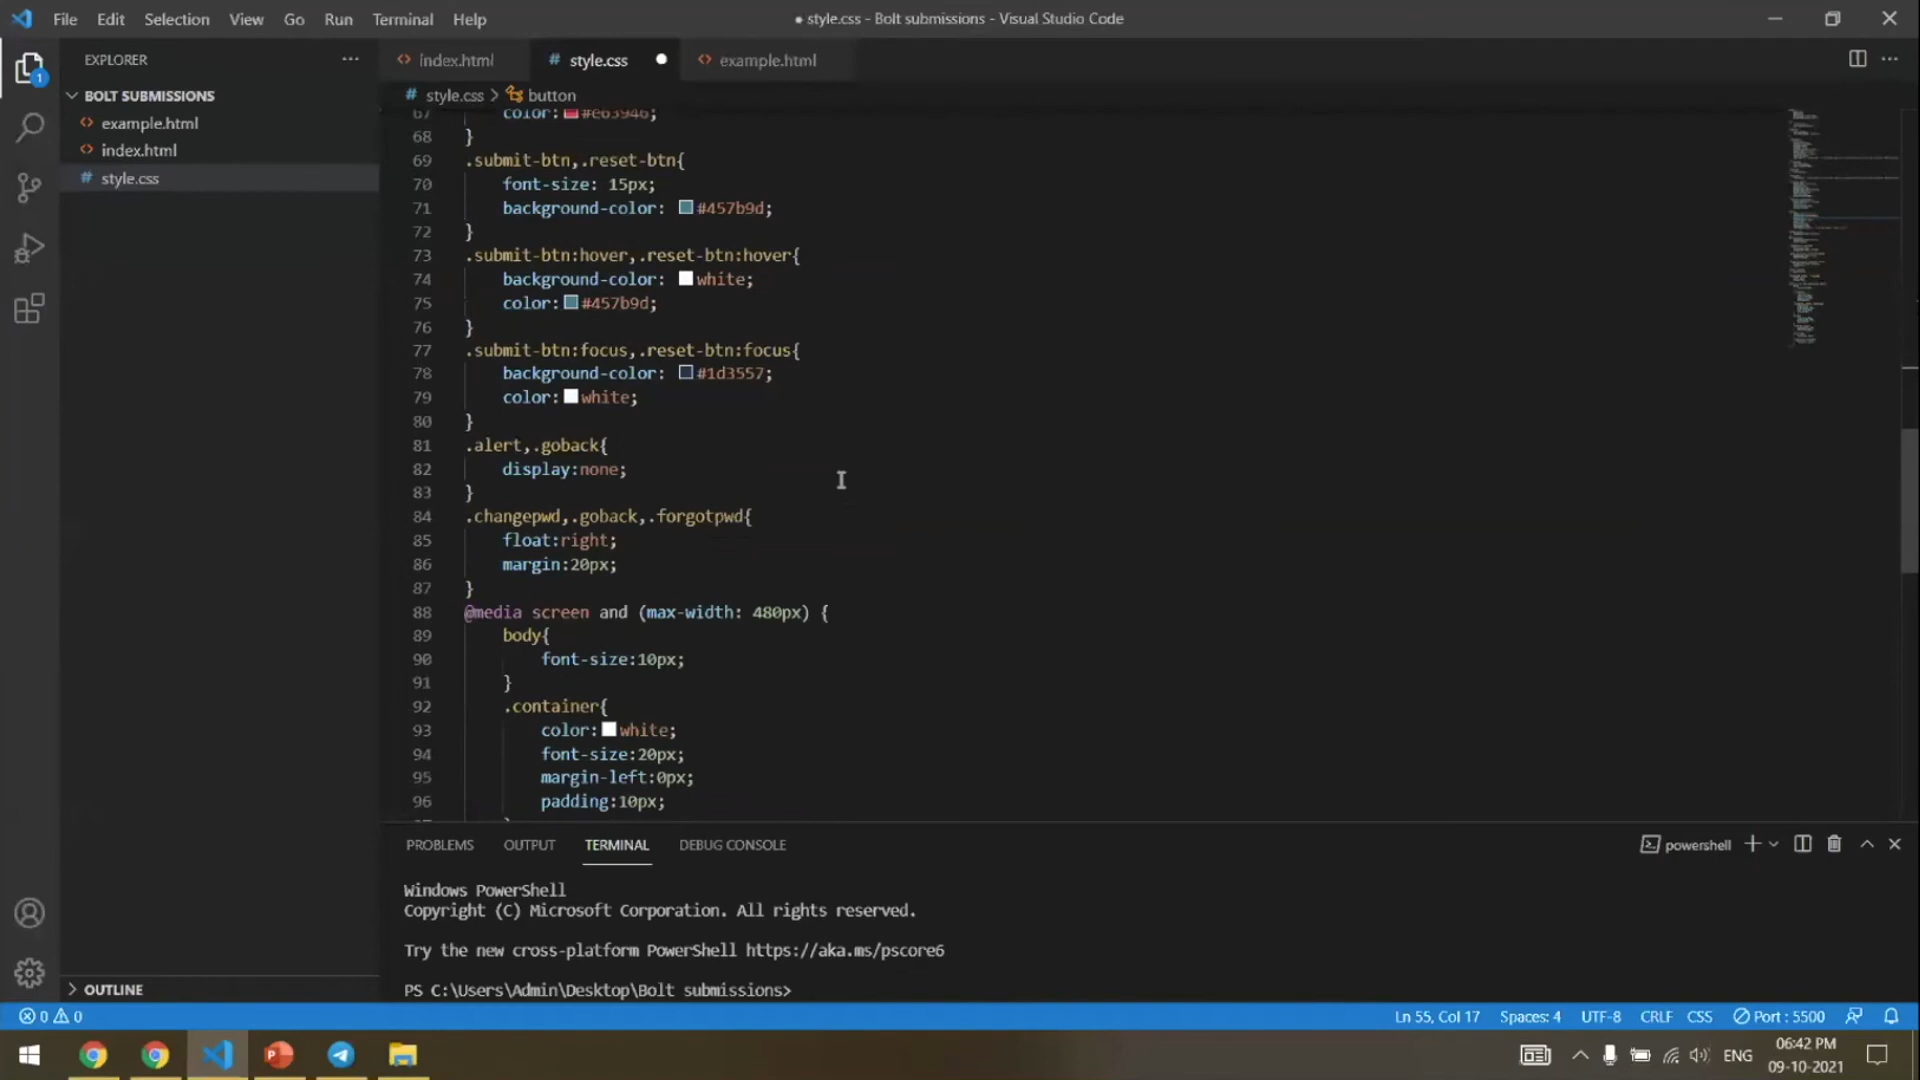 File Edit Selection View Go Run Terminal Help
● style.css - Bolt submissions - Visual Studio Code
EXPLORER
index.html
style.css
example.html
BOLT SUBMISSIONS
style.css > button
example.html
index.html
style.css
67 color: #e63946;
68 }
69 .submit-btn,.reset-btn{
70 font-size: 15px;
71 background-color: #457b9d;
72 }
73 .submit-btn:hover,.reset-btn:hover{
74 background-color: white;
75 color: #457b9d;
76 }
77 .submit-btn:focus,.reset-btn:focus{
78 background-color: #1d3557;
79 color: white;
80 }
81 .alert,.goback{
82 display:none;
83 }
84 .changepwd,.goback,.forgotpwd{
85 float:right;
86 margin:20px;
87 }
88 @media screen and (max-width: 480px) {
89 body{
90 font-size:10px;
91 }
92 .container{
93 color: white;
94 font-size:20px;
95 margin-left:0px;
96 padding:10px;
PROBLEMS OUTPUT TERMINAL DEBUG CONSOLE
powershell
Windows PowerShell
Copyright (C) Microsoft Corporation. All rights reserved.
Try the new cross-platform PowerShell https://aka.ms/pscore6
PS C:\Users\Admin\Desktop\Bolt submissions>
OUTLINE
0 0
Ln 55, Col 17 Spaces: 4 UTF-8 CRLF CSS Port : 5500
ENG
06:42 PM
09-10-2021
1